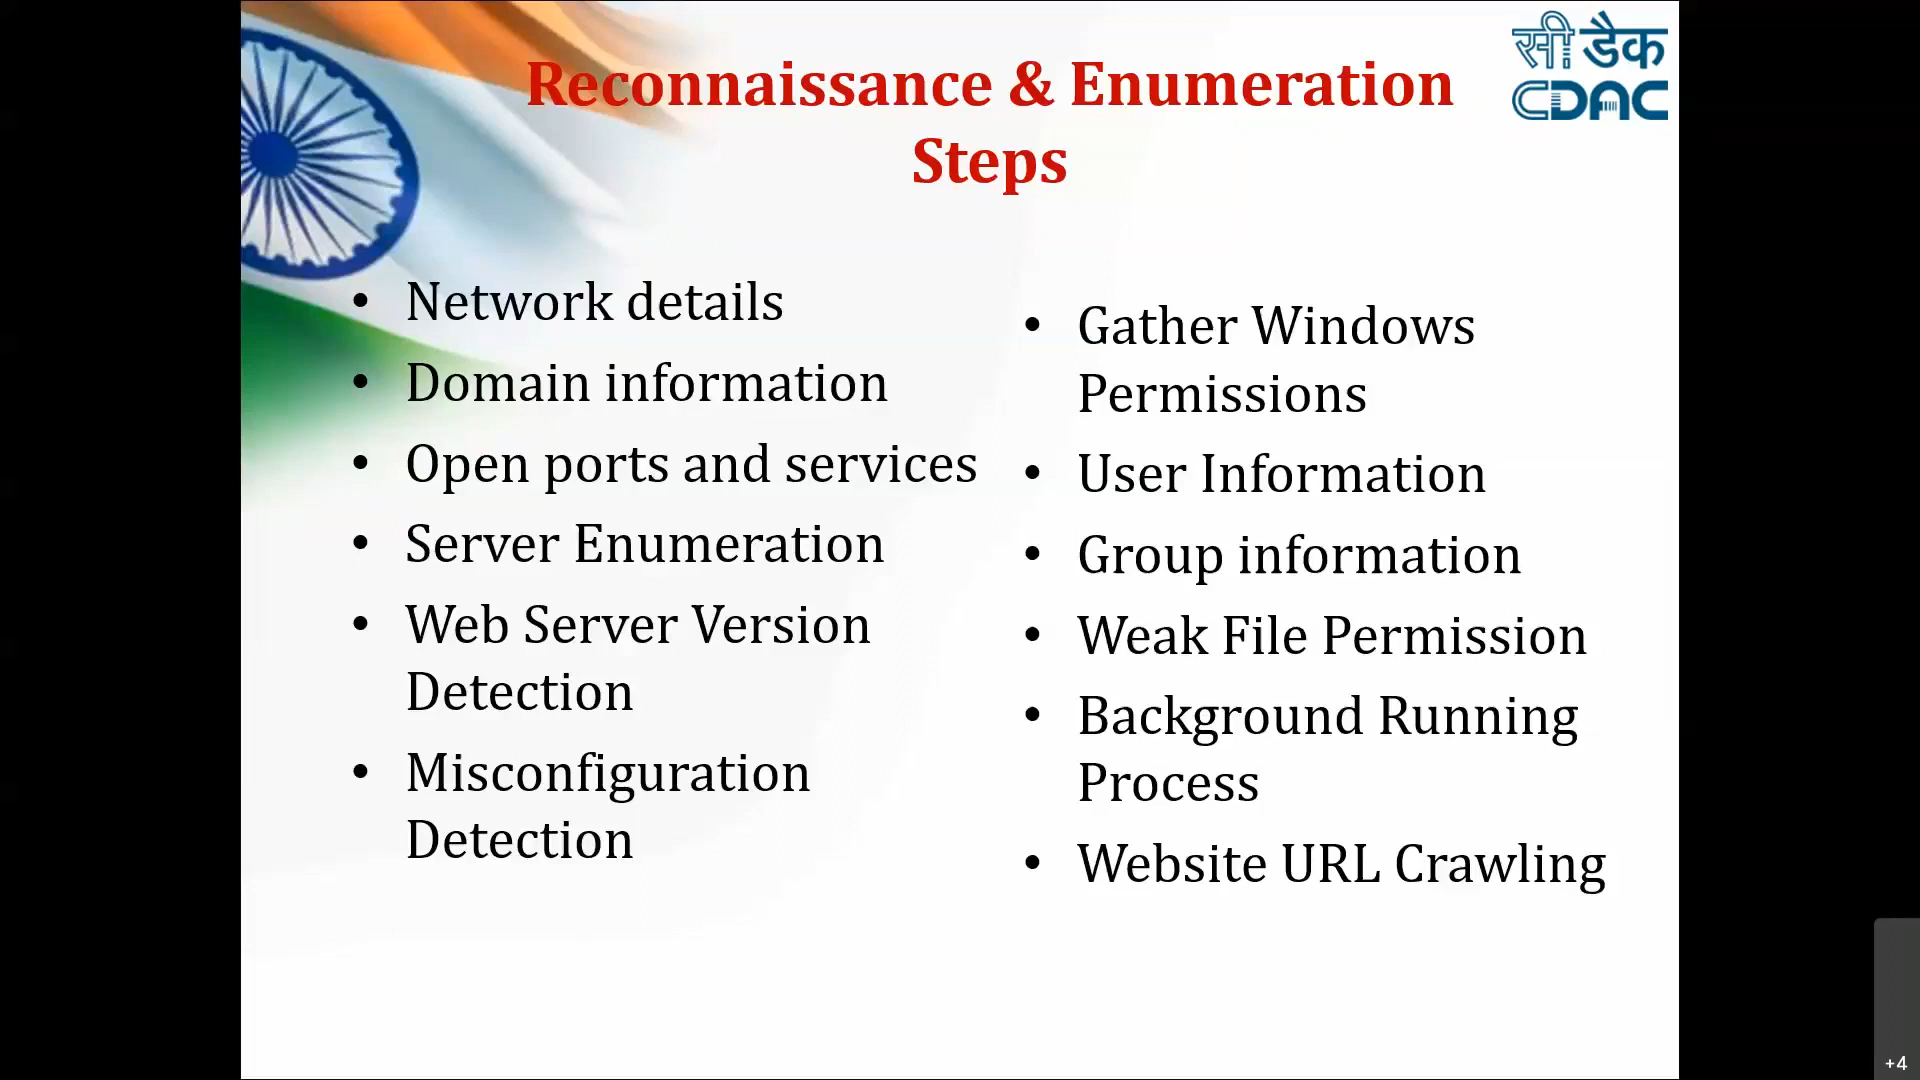 सी डैक
CDAC
Reconnaissance & Enumeration
Steps
• Network details
• Domain information
• Open ports and services
• Server Enumeration
• Web Server Version
Detection
• Misconfiguration
Detection
• Gather Windows
Permissions
• User Information
• Group information
• Weak File Permission
• Background Running
Process
• Website URL Crawling
+4